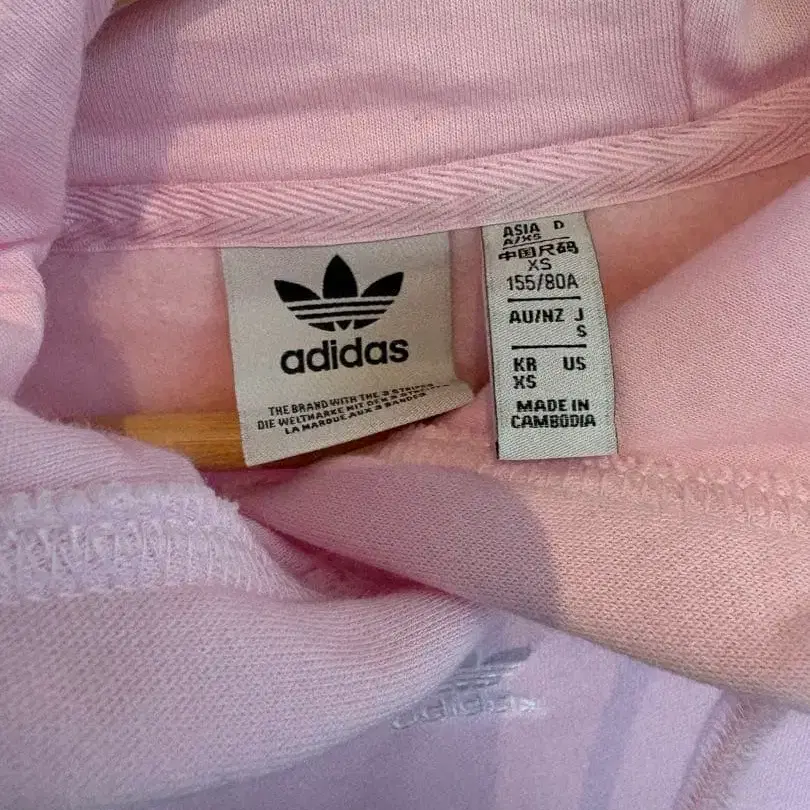 adidas
THE BRAND WITH THE 3 STRIPES
DIE WELTMARKE MIT DEN 3 STREIFEN
LA MARQUE AUX 3 BANDES
ASIA D
A/XS
中国尺码
XS
155/80A
AU/NZ J
S
KR US
XS
MADE IN
CAMBODIA
adidas